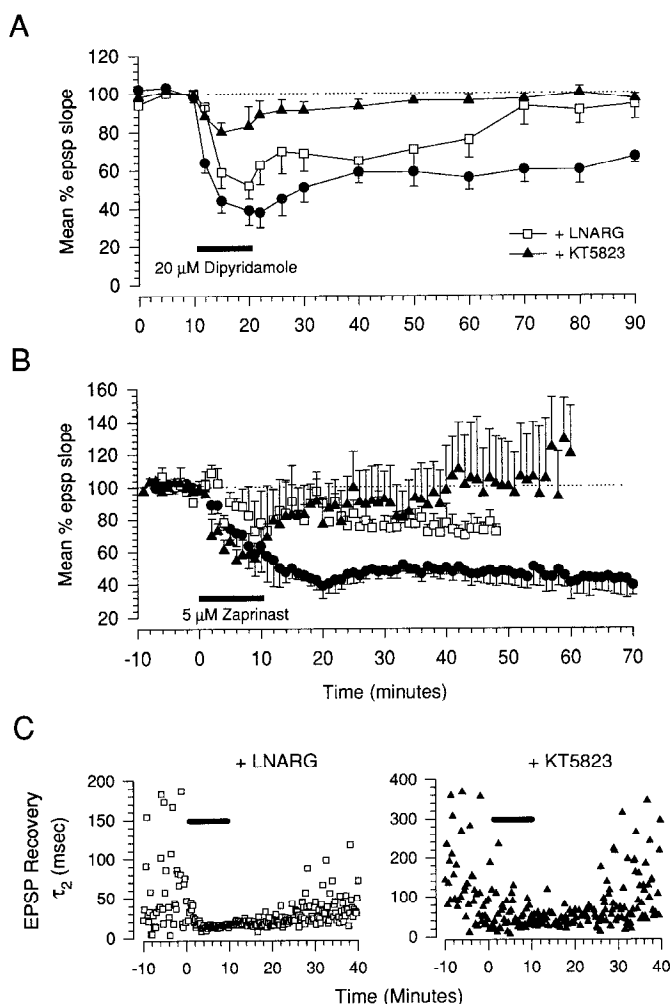 A
Mean % epsp slope
120
100
80
60
40
20
0
+ LNARG
+ KT5823
20 µM Dipyridamole
0 10 20 30 40 50 60 70 80 90
B
Mean % epsp slope
160
140
120
100
80
60
40
20
5 µM Zaprinast
-10 0 10 20 30 40 50 60 70
Time (minutes)
C
+ LNARG
+ KT5823
EPSP Recovery
τ2 (msec)
200
150
100
50
0
400
300
200
100
0
-10 0 10 20 30 40
-10 0 10 20 30 40
Time (Minutes)